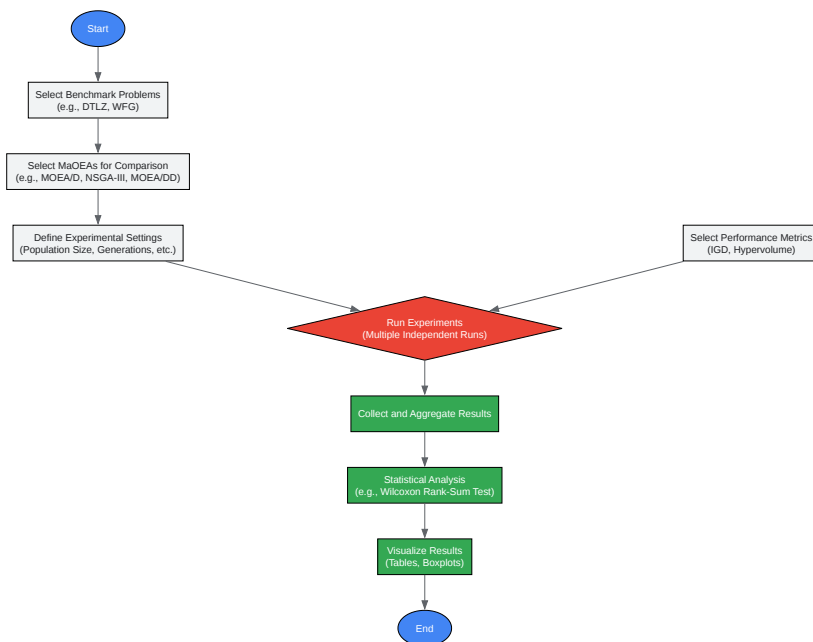 Start
Select Benchmark Problems
(e.g., DTLZ, WFG)
Select MaOEAs for Comparison
(e.g., MOEA/D, NSGA-III, MOEA/DD)
Define Experimental Settings
(Population Size, Generations, etc.)
Select Performance Metrics
(IGD, Hypervolume)
Run Experiments
(Multiple Independent Runs)
Collect and Aggregate Results
Statistical Analysis
(e.g., Wilcoxon Rank-Sum Test)
Visualize Results
(Tables, Boxplots)
End